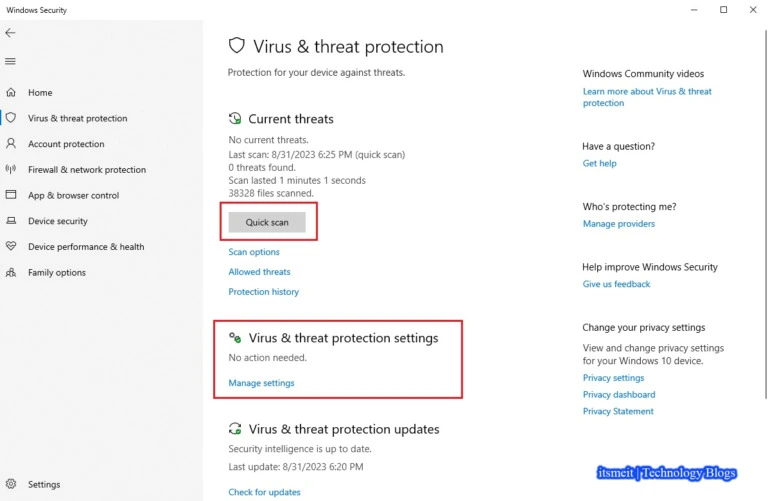 Windows Security
Home
Virus & threat protection
Account protection
Firewall & network protection
App & browser control
Device security
Device performance & health
Family options
Settings
Virus & threat protection
Protection for your device against threats.
Current threats
No current threats.
Last scan: 8/31/2023 6:25 PM (quick scan)
0 threats found.
Scan lasted 1 minutes 1 seconds
38328 files scanned.
Quick scan
Scan options
Allowed threats
Protection history
Virus & threat protection settings
No action needed.
Manage settings
Virus & threat protection updates
Security intelligence is up to date.
Last update: 8/31/2023 6:20 PM
Check for updates
Windows Community videos
Learn more about Virus & threat
protection
Have a question?
Get help
Who's protecting me?
Manage providers
Help improve Windows Security
Give us feedback
Change your privacy settings
View and change privacy settings
for your Windows 10 device.
Privacy settings
Privacy dashboard
Privacy Statement
itsmeit | Technology Blogs